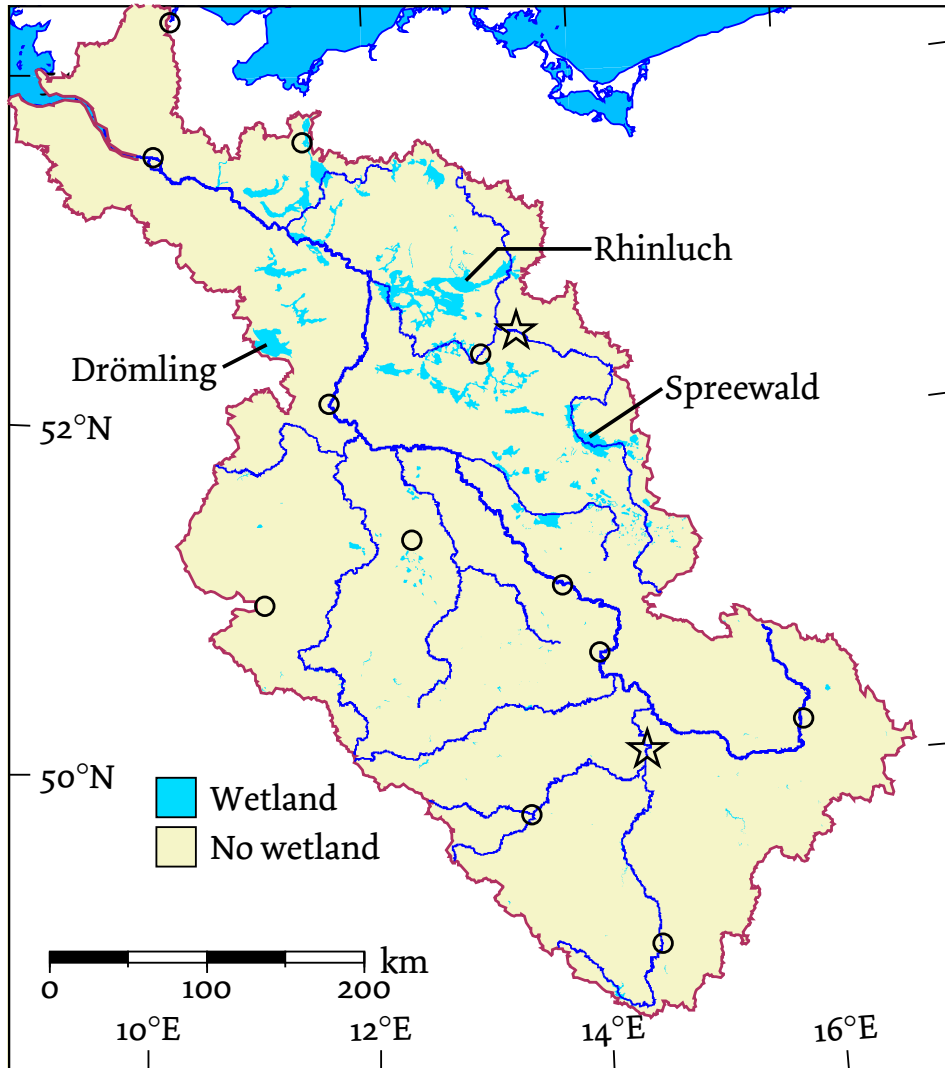 Rhinluch
Drömling
Spreewald
52°N
50°N
Wetland
No wetland
km
0 100 200
10°E 12°E 14°E 16°E